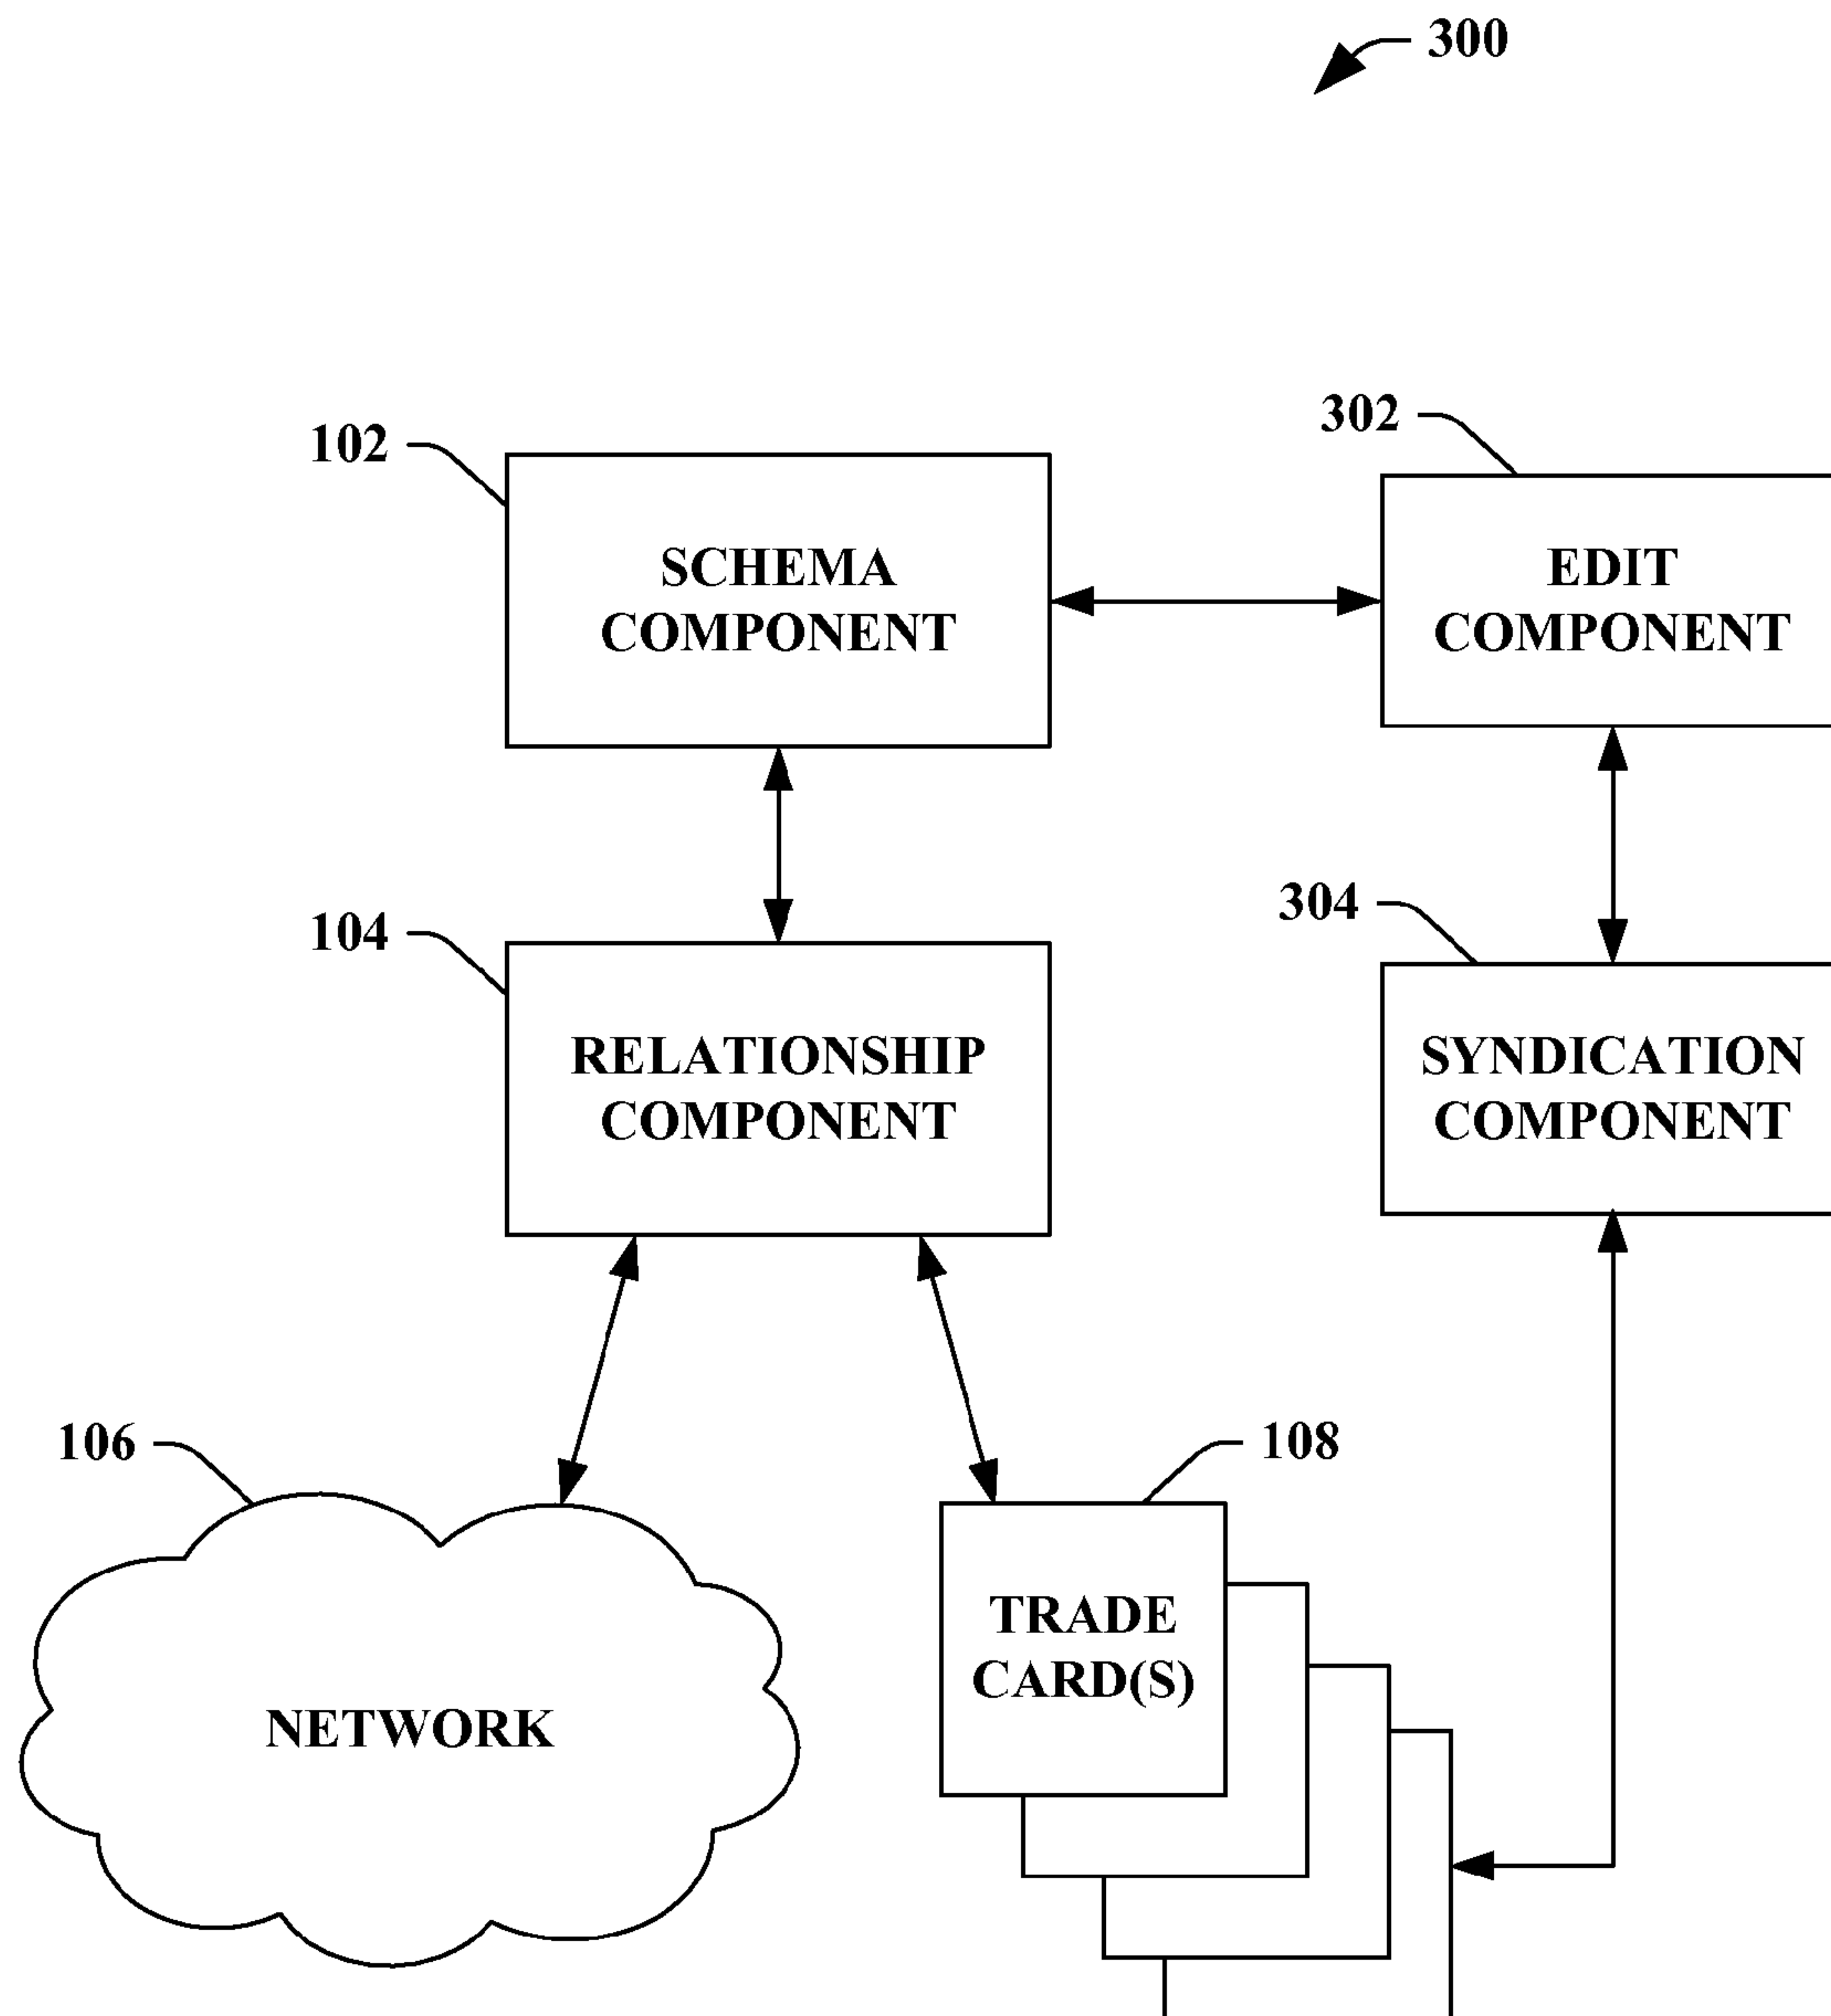 300
302
102
SCHEMA
COMPONENT
EDIT
COMPONENT
304
104
RELATIONSHIP
COMPONENT
SYNDICATION
COMPONENT
106
108
TRADE
CARD(S)
NETWORK